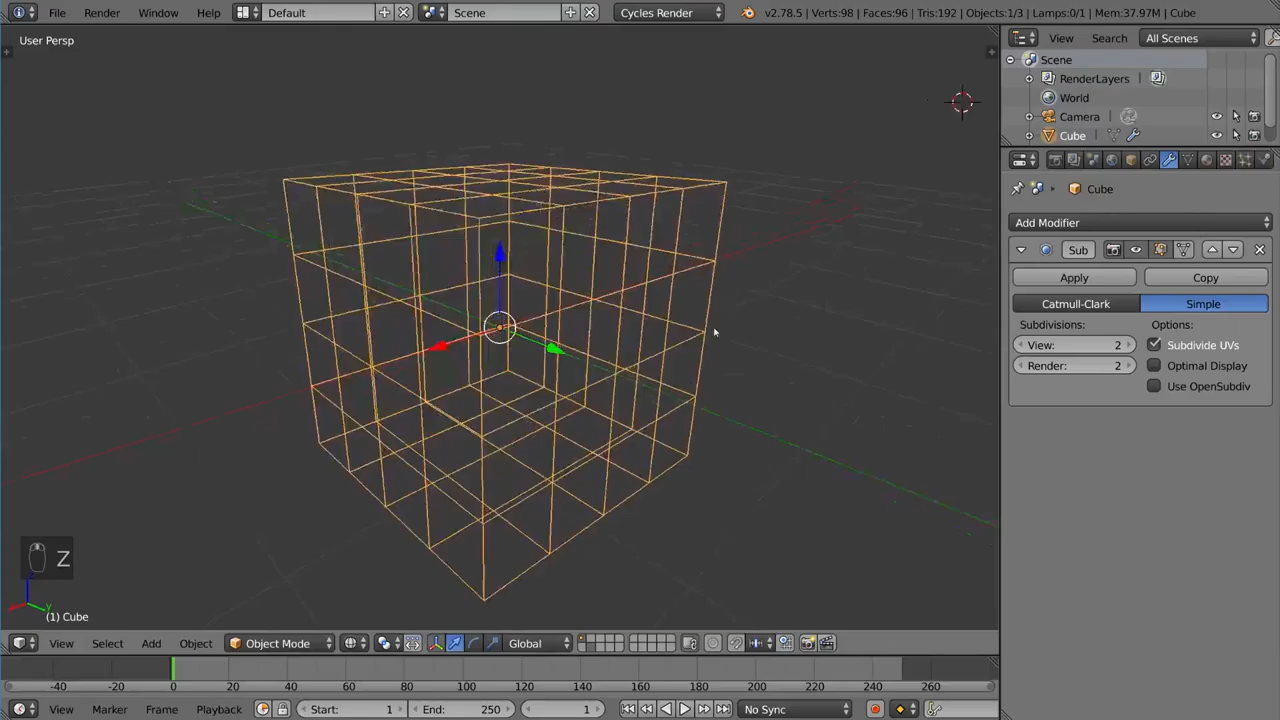 File Render Window Help Default Scene Cycles Render v2.78.5 | Verts:98 | Faces:96 | Tris:192 | Objects:1/3 | Lamps:0/1 | Mem:37.97M | Cube
User Persp
View Search All Scenes
Scene
RenderLayers
World
Camera
Cube
Cube
Add Modifier
Sub
Apply Copy
Catmull-Clark Simple
Subdivisions: Options:
View: 2 Subdivide UVs
Render: 2 Optimal Display
Use OpenSubdiv
Z
y
(1) Cube
View Select Add Object Object Mode Global
-40 -20 0 20 40 60 80 100 120 140 160 180 200 220 240 260
View Marker Frame Playback Start: 1 End: 250 1 No Sync